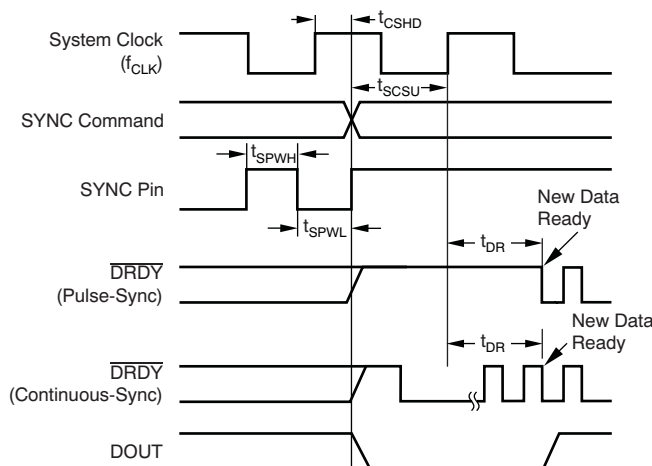 System Clock
(fCLK)
tCSHD
tSCSU
SYNC Command
tSPWH
SYNC Pin
tSPWL
New Data
Ready
tDR
DRDY
(Pulse-Sync)
New Data
Ready
tDR
DRDY
(Continuous-Sync)
DOUT